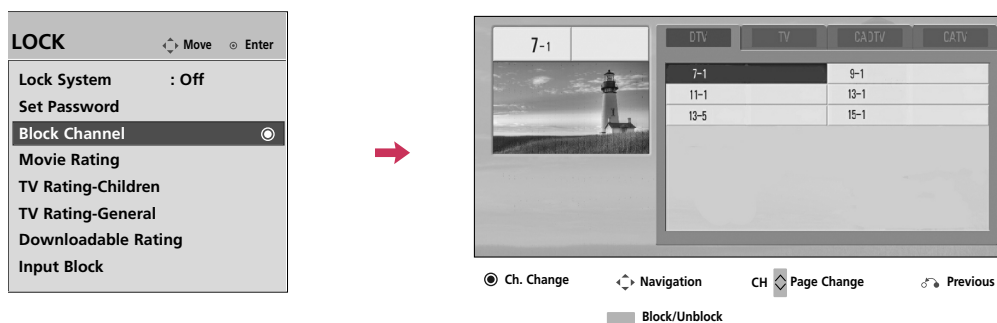 LOCK
Move Enter
Lock System : Off
Set Password
Block Channel
Movie Rating
TV Rating-Children
TV Rating-General
Downloadable Rating
Input Block
7-1
DTV TV CADTV CATV
7-1 9-1
11-1 13-1
13-5 15-1
Ch. Change Navigation CH Page Change Previous
Block/Unblock